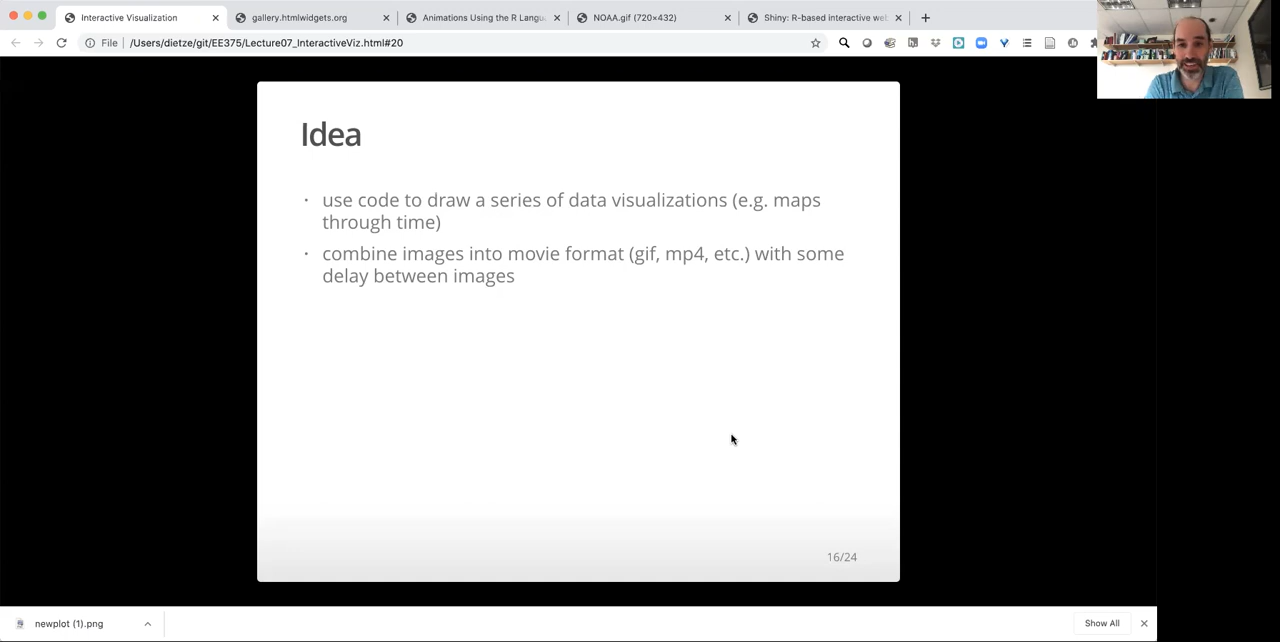 Interactive Visualization
gallery.htmlwidgets.org
Animations Using the R Langu
NOAA.gif (720×432)
Shiny: R-based interactive web
File
/Users/dietze/git/EE375/Lecture07_InteractiveViz.html#20
Idea
· use code to draw a series of data visualizations (e.g. maps
through time)
· combine images into movie format (gif, mp4, etc.) with some
delay between images
16/24
newplot (1).png
Show All